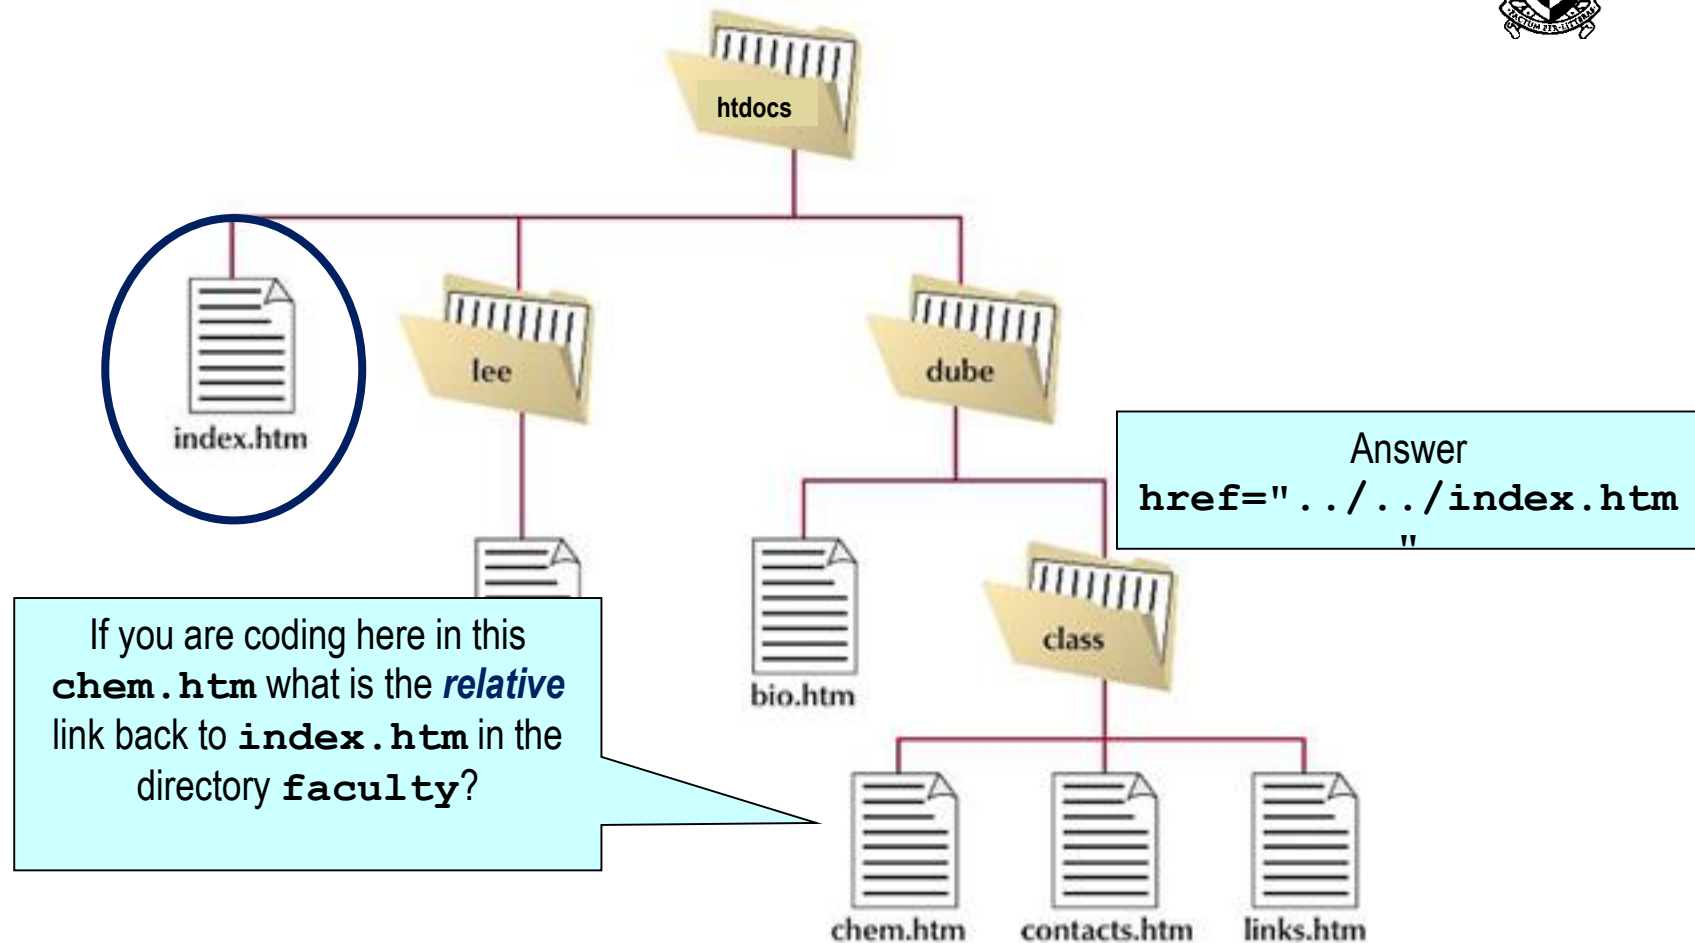 htdocs
lee
dube
index.htm
Answer
href="../../index.htm
"
If you are coding here in this
chem.htm what is the relative
link back to index.htm in the
directory faculty?
class
bio.htm
chem.htm
contacts.htm
links.htm